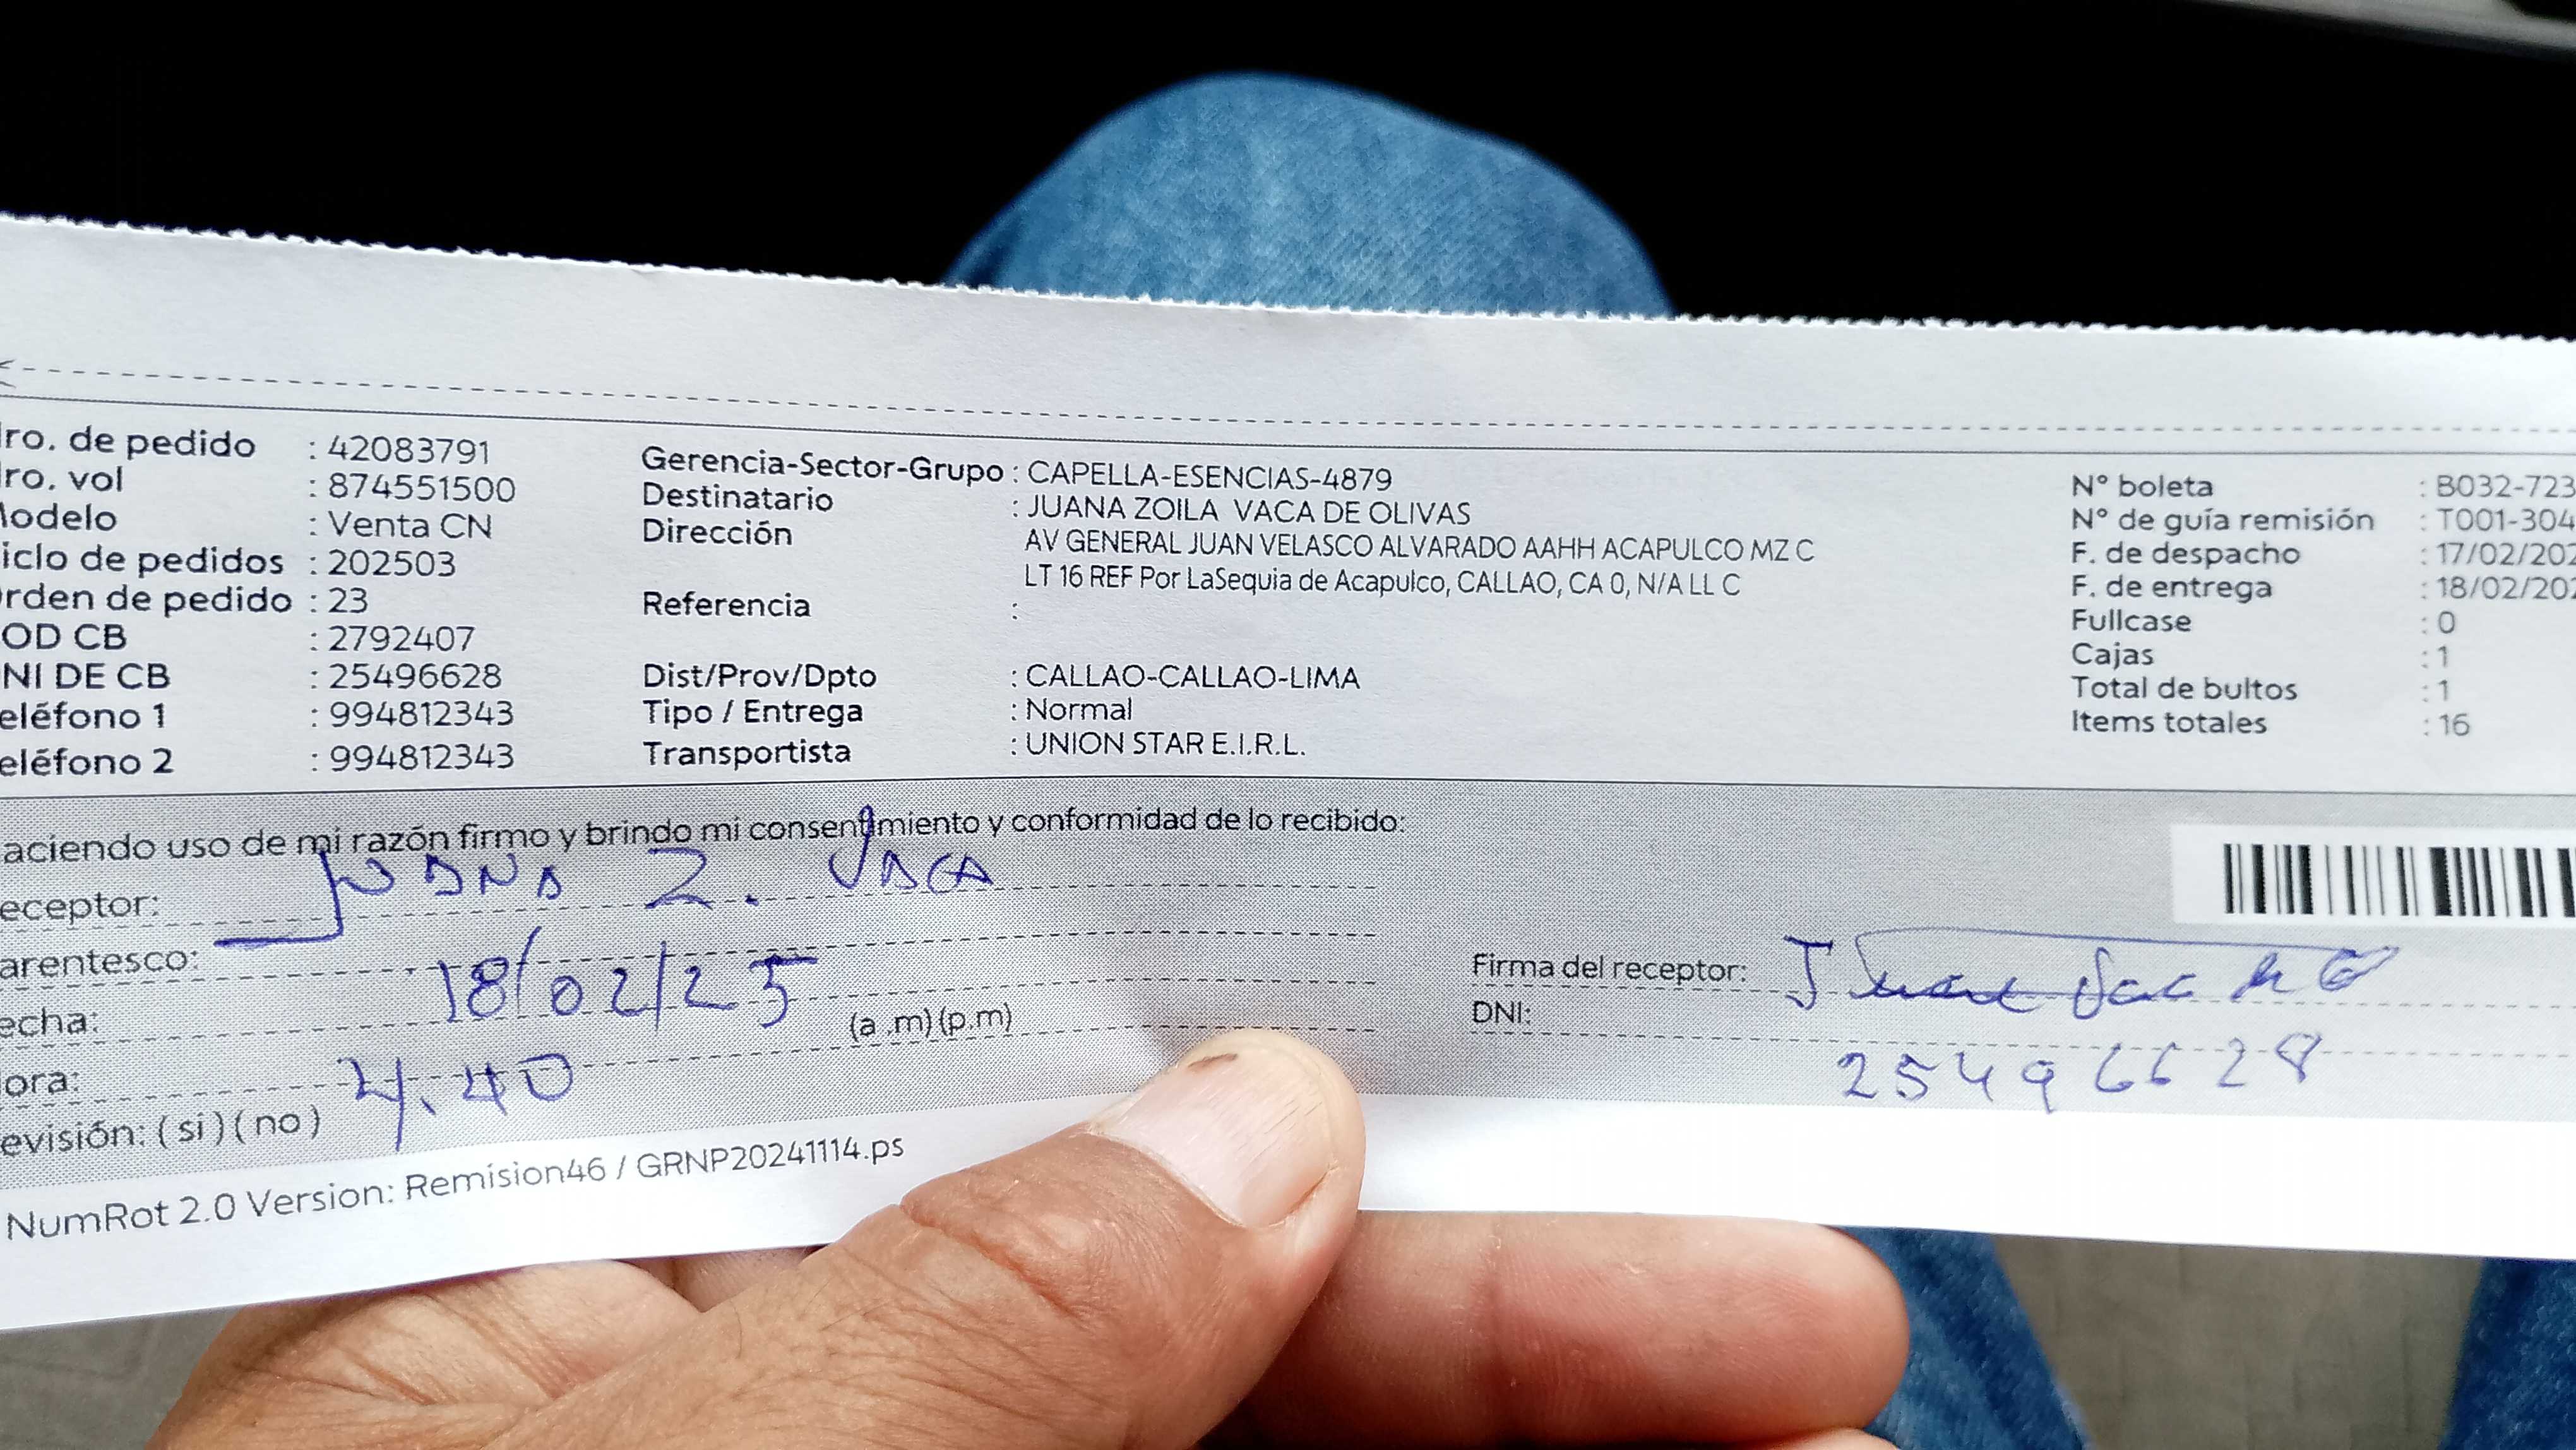 ro. de pedido : 42083791
ro. vol : 874551500
odelo : Venta CN
iclo de pedidos : 202503
rden de pedido : 23
OD CB : 2792407
NI DE CB : 25496628
eléfono 1 : 994812343
eléfono 2 : 994812343
Gerencia-Sector-Grupo : CAPELLA-ESENCIAS-4879
Destinatario : JUANA ZOILA VACA DE OLIVAS
Dirección AV GENERAL JUAN VELASCO ALVARADO AAHH ACAPULCO MZ C
LT 16 REF Por LaSequia de Acapulco, CALLAO, CA 0, N/A LL C
Referencia :
Dist/Prov/Dpto : CALLAO-CALLAO-LIMA
Tipo / Entrega : Normal
Transportista : UNION STAR E.I.R.L.
N° boleta : B032-723
N° de guía remisión : T001-304
F. de despacho : 17/02/202
F. de entrega : 18/02/202
Fullcase : 0
Cajas : 1
Total de bultos : 1
Items totales : 16
aciendo uso de mi razón firmo y brindo mi consentimiento y conformidad de lo recibido:
eceptor: JUANA Z. VACA
arentesco:
echa: 18/02/25
ora: 4.40 (a .m) (p.m)
evisión: ( si ) ( no )
Firma del receptor:
DNI: 25496628
NumRot 2.0 Version: Remision46 / GRNP20241114.ps